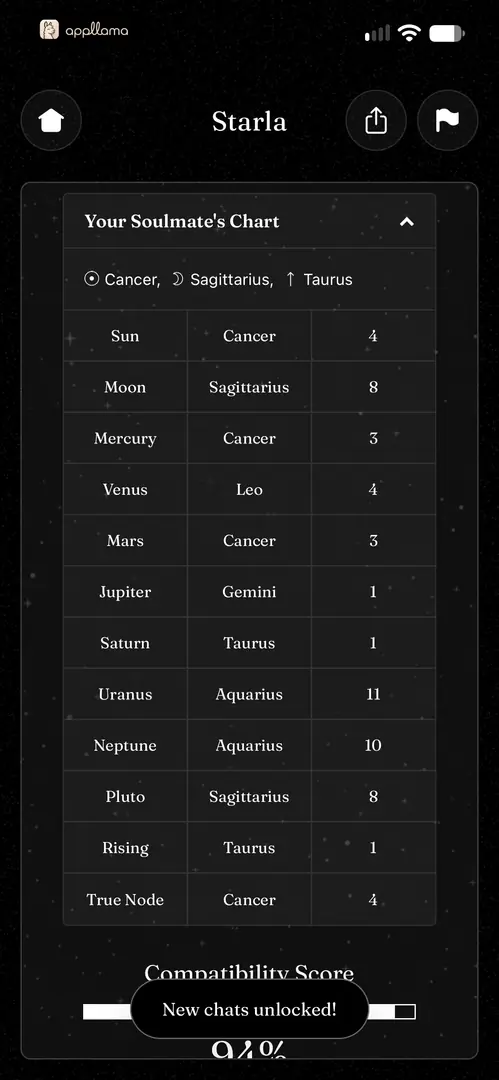 appllama
Starla
Your Soulmate's Chart
☉ Cancer, ☽ Sagittarius, ↑ Taurus
Sun Cancer 4
Moon Sagittarius 8
Mercury Cancer 3
Venus Leo 4
Mars Cancer 3
Jupiter Gemini 1
Saturn Taurus 1
Uranus Aquarius 11
Neptune Aquarius 10
Pluto Sagittarius 8
Rising Taurus 1
True Node Cancer 4
Compatibility Score
New chats unlocked!
94%